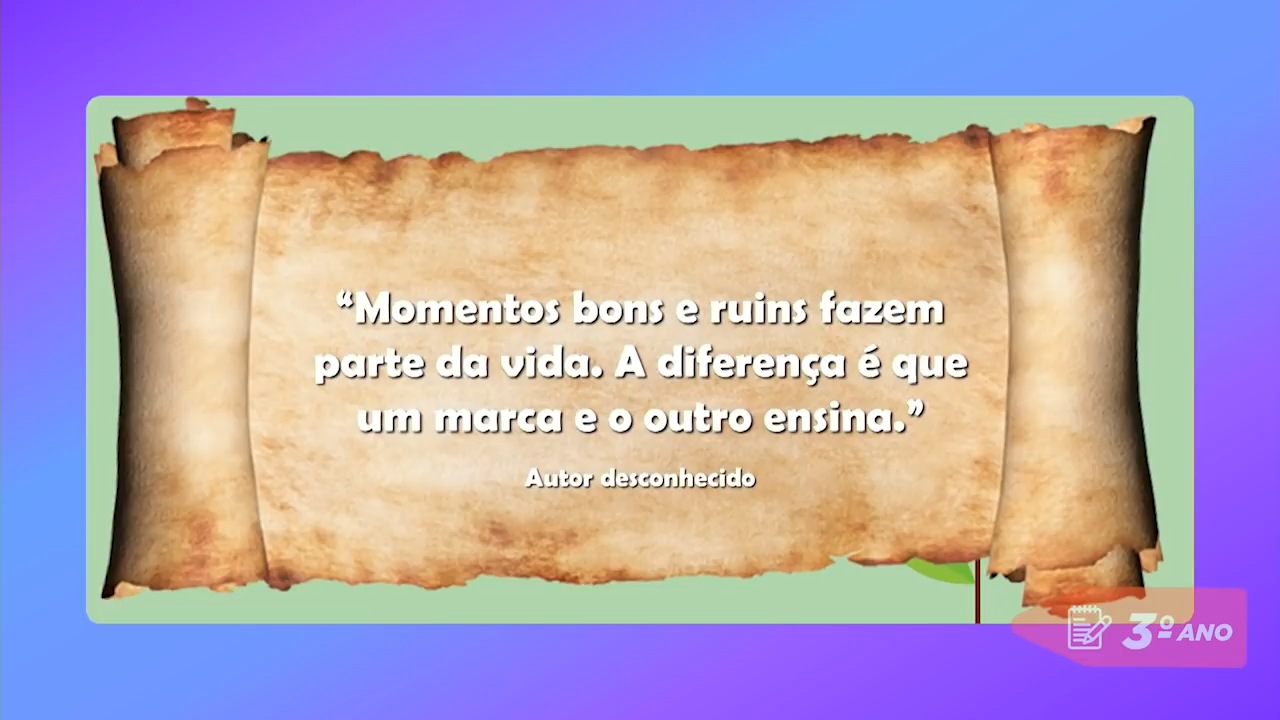 “Momentos bons e ruins fazem
parte da vida. A diferença é que
um marca e o outro ensina.”
Autor desconhecido
3º ANO